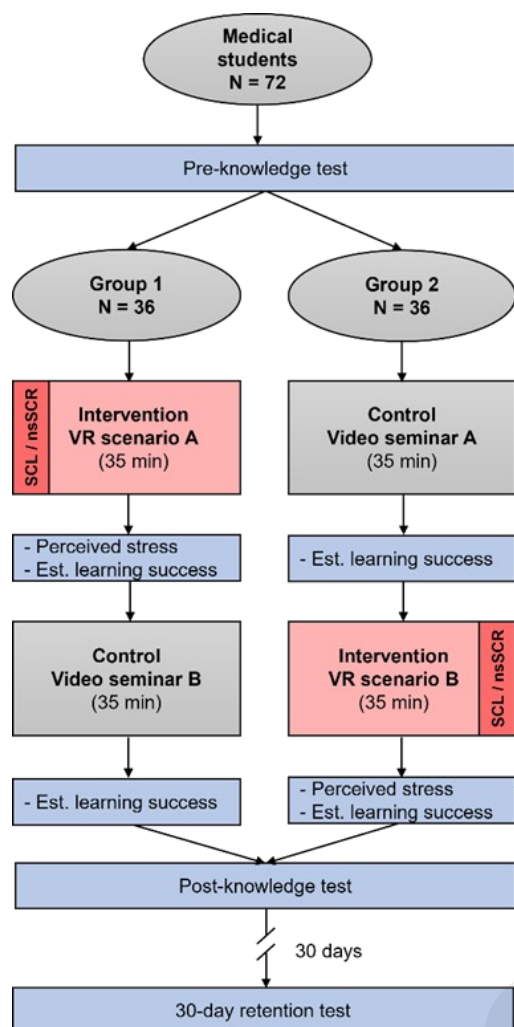 Medical
students
N = 72
Pre-knowledge test
Group 1
N = 36
Group 2
N = 36
SCL / nsSCR
Intervention
VR scenario A
(35 min)
Control
Video seminar A
(35 min)
- Perceived stress
- Est. learning success
- Est. learning success
Control
Video seminar B
(35 min)
Intervention
VR scenario B
(35 min)
SCL / nsSCR
- Est. learning success
- Perceived stress
- Est. learning success
Post-knowledge test
30 days
30-day retention test